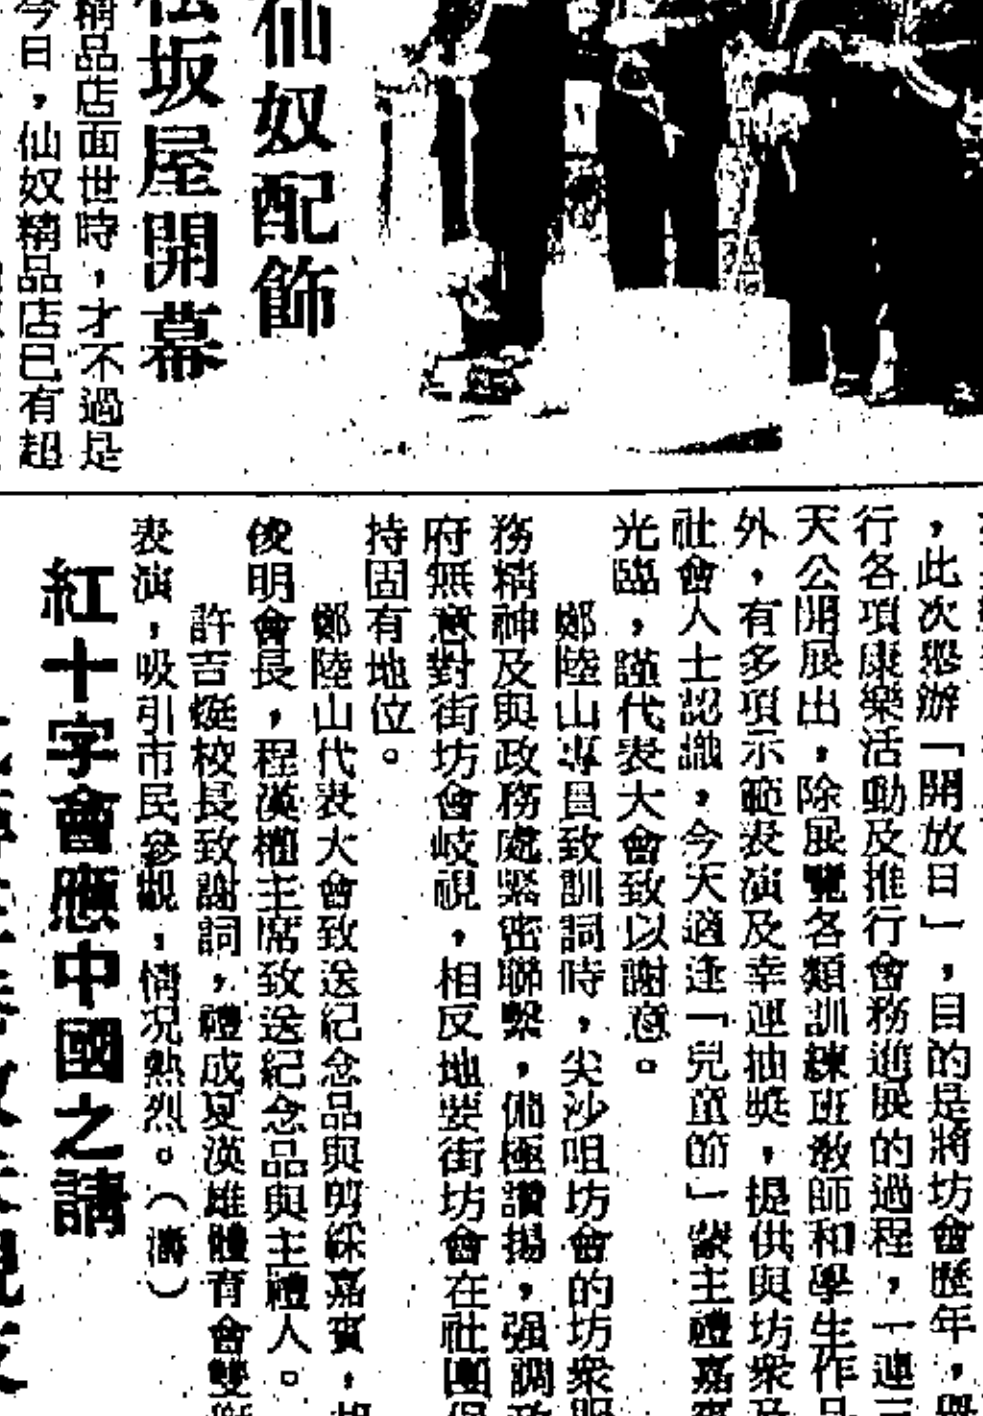 仙奴配飾
坂屋開幕
精品店面世時，才不過是
今日，仙奴精品店已有超
，此次舉辦「開放日」，目的是將坊會歷年，舉
行各項康樂活動及推行會務進展的過程，一連三
天公開展出，除展覽各類訓練班教師和學生作品
外，有多項示範表演及幸運抽獎，提供與坊衆及
社會人士認識，今天適逢「兒童節」蒙主禮嘉賓
光臨，謹代表大會致以謝意。
鄭陸山專員致訓詞時，尖沙咀坊會的坊衆服
務精神及與政務處緊密聯繫，備極讚揚，强調政
府無意對街坊會岐視，相反地要街坊會在社團保
持固有地位。
鄭陸山代表大會致送紀念品與剪綵嘉賓，胡
俊明會長，程漢權主席致送紀念品與主禮人。
許吉蜓校長致謝詞，禮成夏漢雄體有會雙獅
表演，吸引市民參觀，情况熱烈。（濤）
紅十字會應中國之請